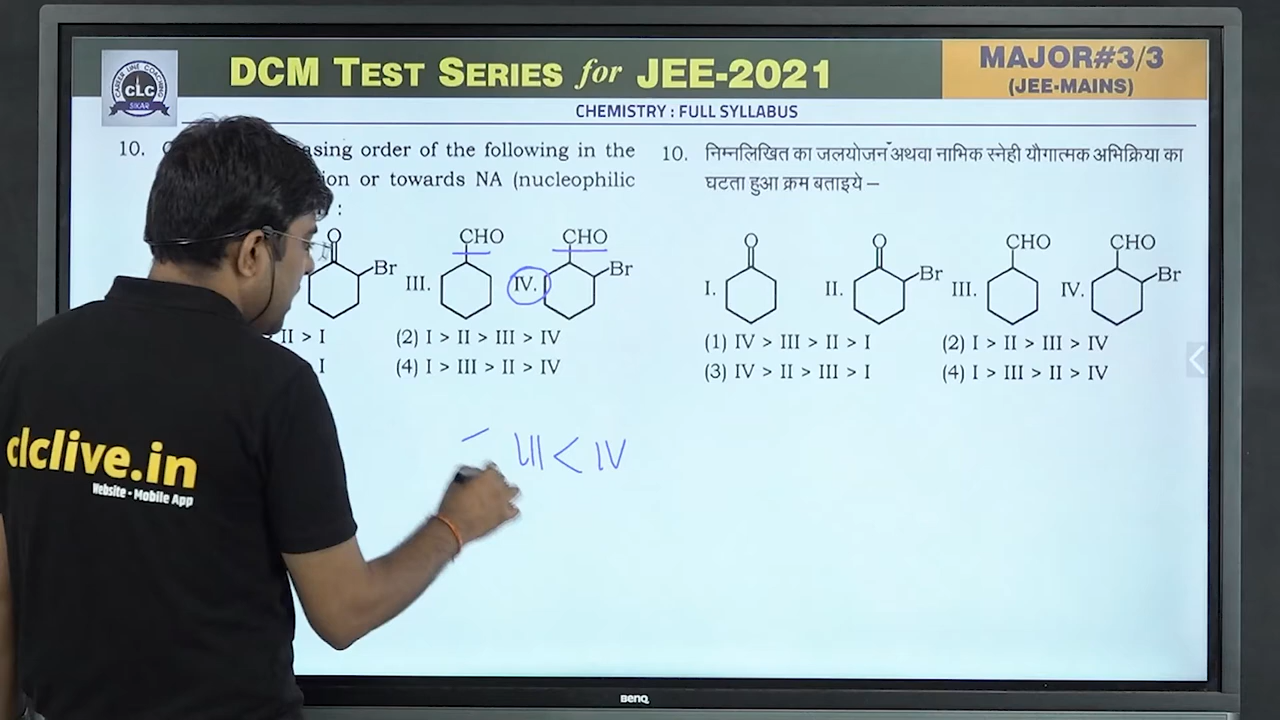 DCM TEST SERIES for JEE-2021
MAJOR#3/3
(JEE-MAINS)
CLC
SIKAR
CHEMISTRY : FULL SYLLABUS
10.
asing order of the following in the
ion or towards NA (nucleophilic
:
O
Br
III.
CHO
IV.
CHO
Br
II > I
(2) I > II > III > IV
I
(4) I > III > II > IV
10. निम्नलिखित का जलयोजन अथवा नाभिक स्नेही यौगात्मक अभिक्रिया का
घटता हुआ क्रम बताइये –
I.
O
II.
O
Br
III.
CHO
IV.
CHO
Br
(1) IV > III > II > I
(2) I > II > III > IV
(3) IV > II > III > I
(4) I > III > II > IV
III < IV
clclive.in
Website - Mobile App
BenQ